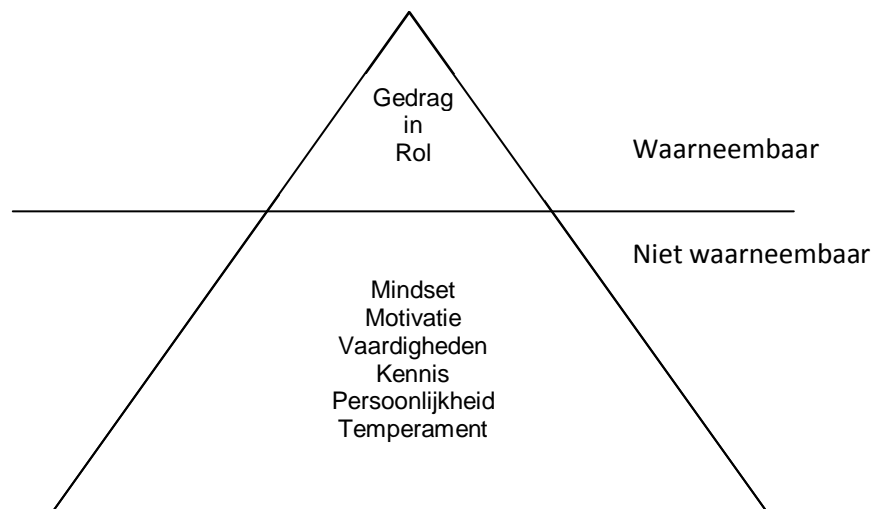 Gedrag
in
Rol
Waarneembaar
Niet waarneembaar
Mindset
Motivatie
Vaardigheden
Kennis
Persoonlijkheid
Temperament